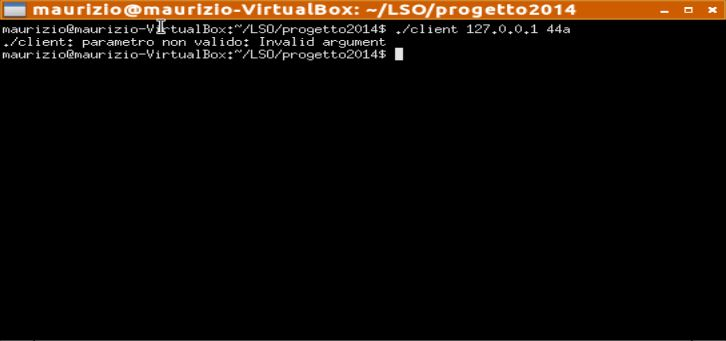 maurizio@maurizio-VirtualBox: ~/LSO/progetto2014
maurizio@maurizio-VirtualBox:~/LSO/progetto2014$ ./client 127.0.0.1 44a
./client: parametro non valido: Invalid argument
maurizio@maurizio-VirtualBox:~/LSO/progetto2014$